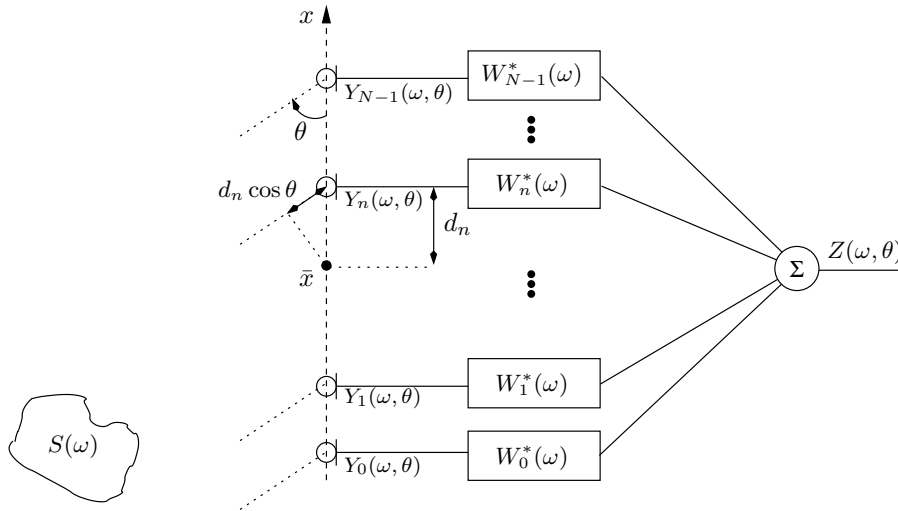 x
W*_{N−1}(ω)
Y_{N−1}(ω, θ)
θ
W*_n(ω)
d_n cos θ
Y_n(ω, θ)
d_n
x̄
Σ
Z(ω, θ)
W*_1(ω)
Y_1(ω, θ)
S(ω)
W*_0(ω)
Y_0(ω, θ)